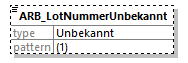 ARB_LotNummerUnbekannt
type Unbekannt
pattern (1)